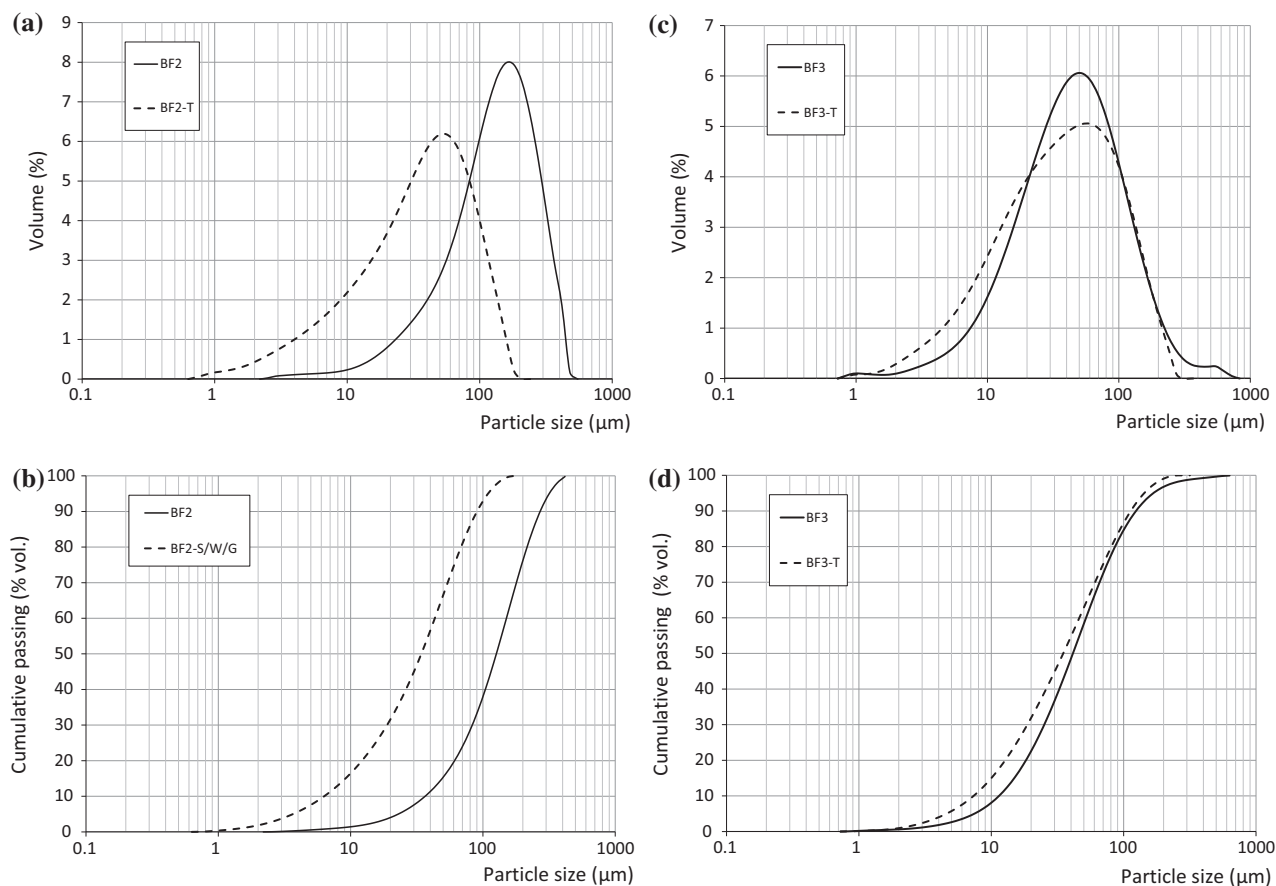 (a)
Volume (%)
9
8
7
6
5
4
3
2
1
0
BF2
BF2-T
0.1 1 10 100 1000
Particle size (μm)
(c)
Volume (%)
7
6
5
4
3
2
1
0
BF3
BF3-T
0.1 1 10 100 1000
Particle size (μm)
(b)
Cumulative passing (% vol.)
100
90
80
70
60
50
40
30
20
10
0
BF2
BF2-S/W/G
0.1 1 10 100 1000
Particle size (μm)
(d)
Cumulative passing (% vol.)
100
90
80
70
60
50
40
30
20
10
0
BF3
BF3-T
0.1 1 10 100 1000
Particle size (μm)